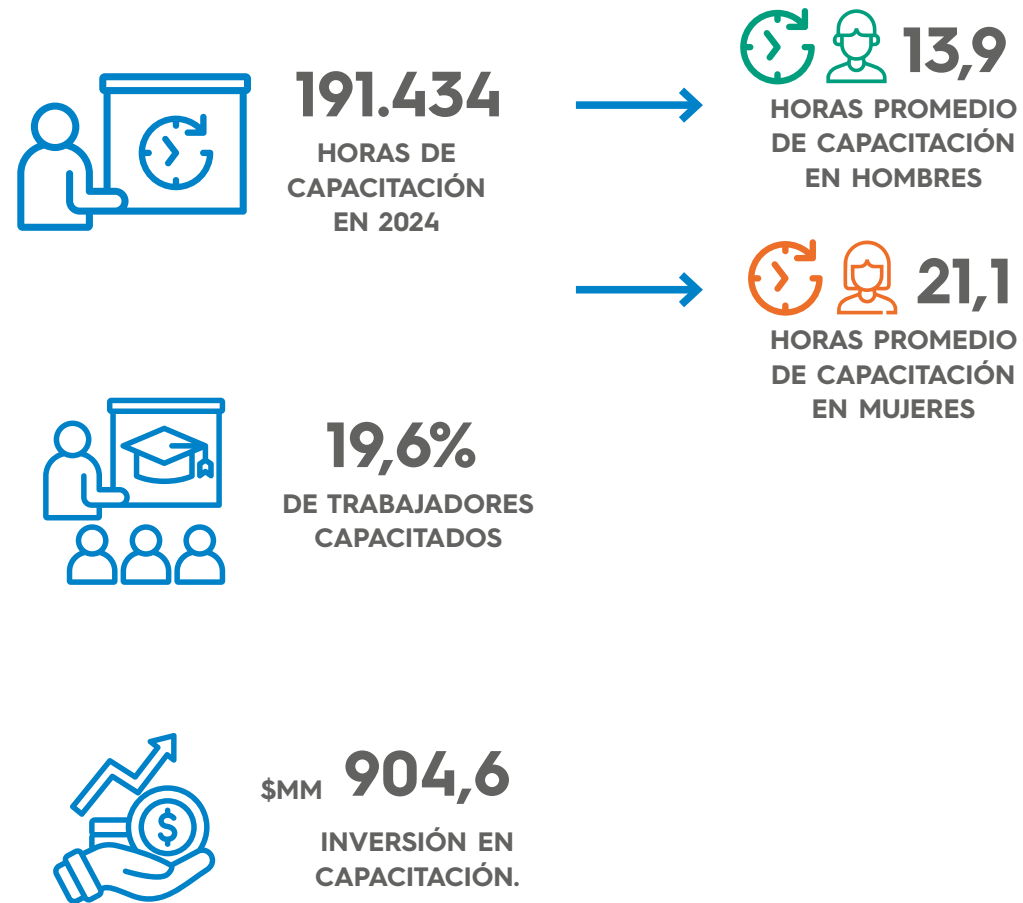 191.434
HORAS DE
CAPACITACIÓN
EN 2024
13,9
HORAS PROMEDIO
DE CAPACITACIÓN
EN HOMBRES
21,1
HORAS PROMEDIO
DE CAPACITACIÓN
EN MUJERES
19,6%
DE TRABAJADORES
CAPACITADOS
$MM 904,6
INVERSIÓN EN
CAPACITACIÓN.